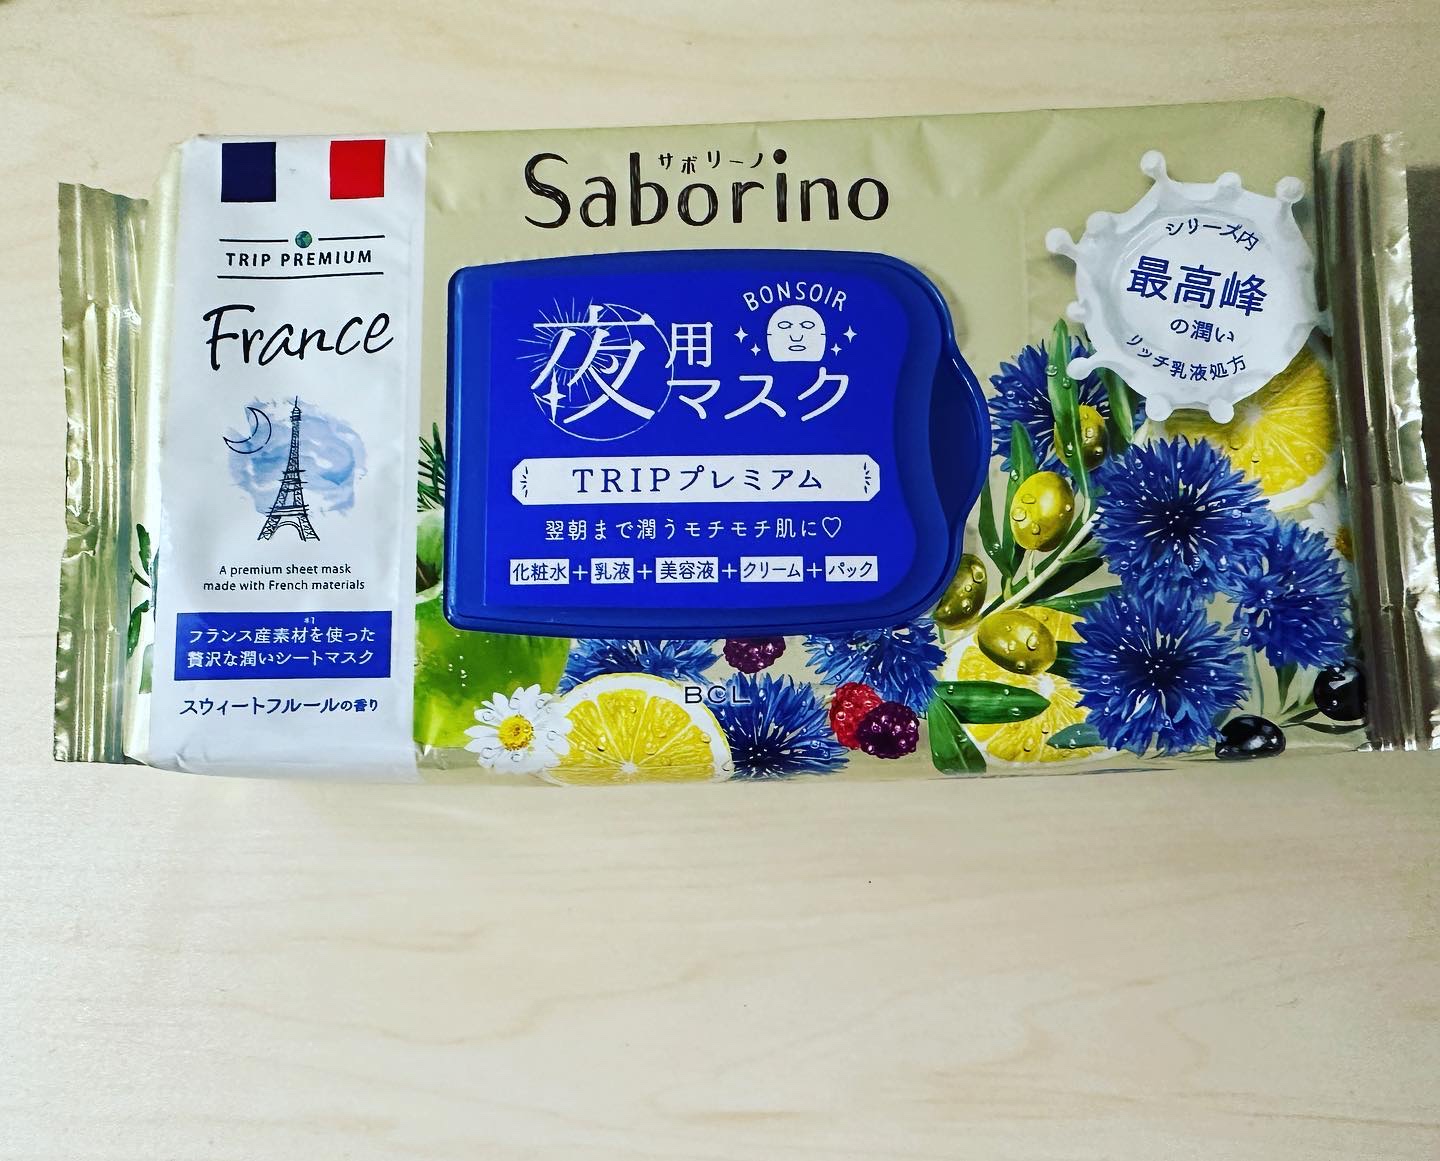 TRIP PREMIUM
France
A premium sheet mask
made with French materials
※1
フランス産素材を使った
贅沢な潤いシートマスク
スウィートフルールの香り
サボリーノ
Saborino
BONSOIR
夜用マスク
TRIPプレミアム
翌朝まで潤うモチモチ肌に♡
化粧水+乳液+美容液+クリーム+パック
BCL
シリーズ内
最高峰
の潤い
リッチ乳液処方